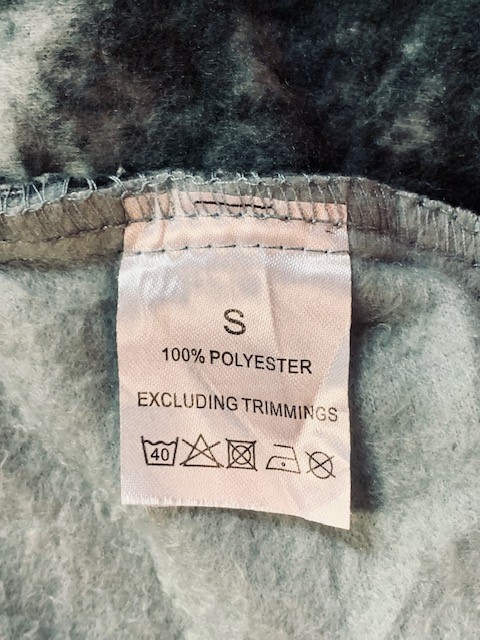 S
100% POLYESTER
EXCLUDING TRIMMINGS
40